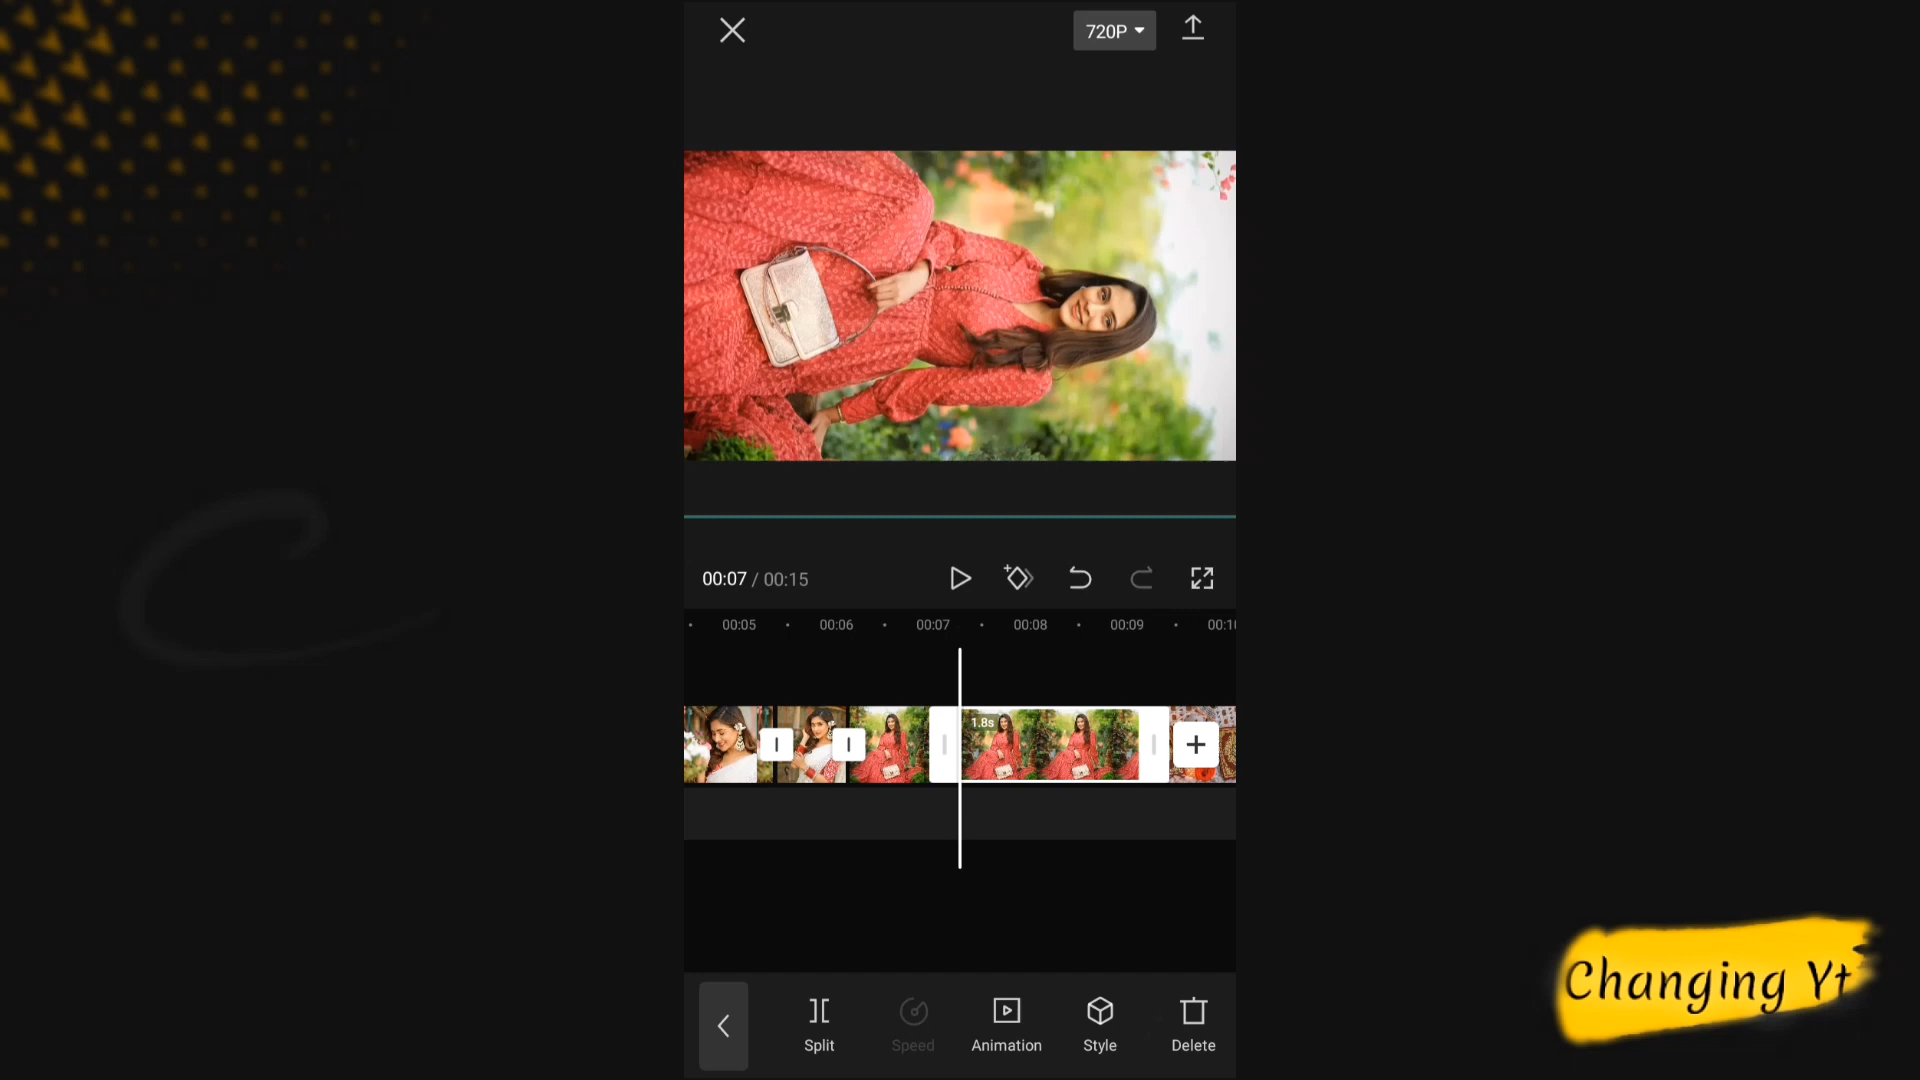 720P
00:07 / 00:15
00:05 00:06 00:07 00:08 00:09
1.8s
Split Speed Animation Style Delete
Changing Yt